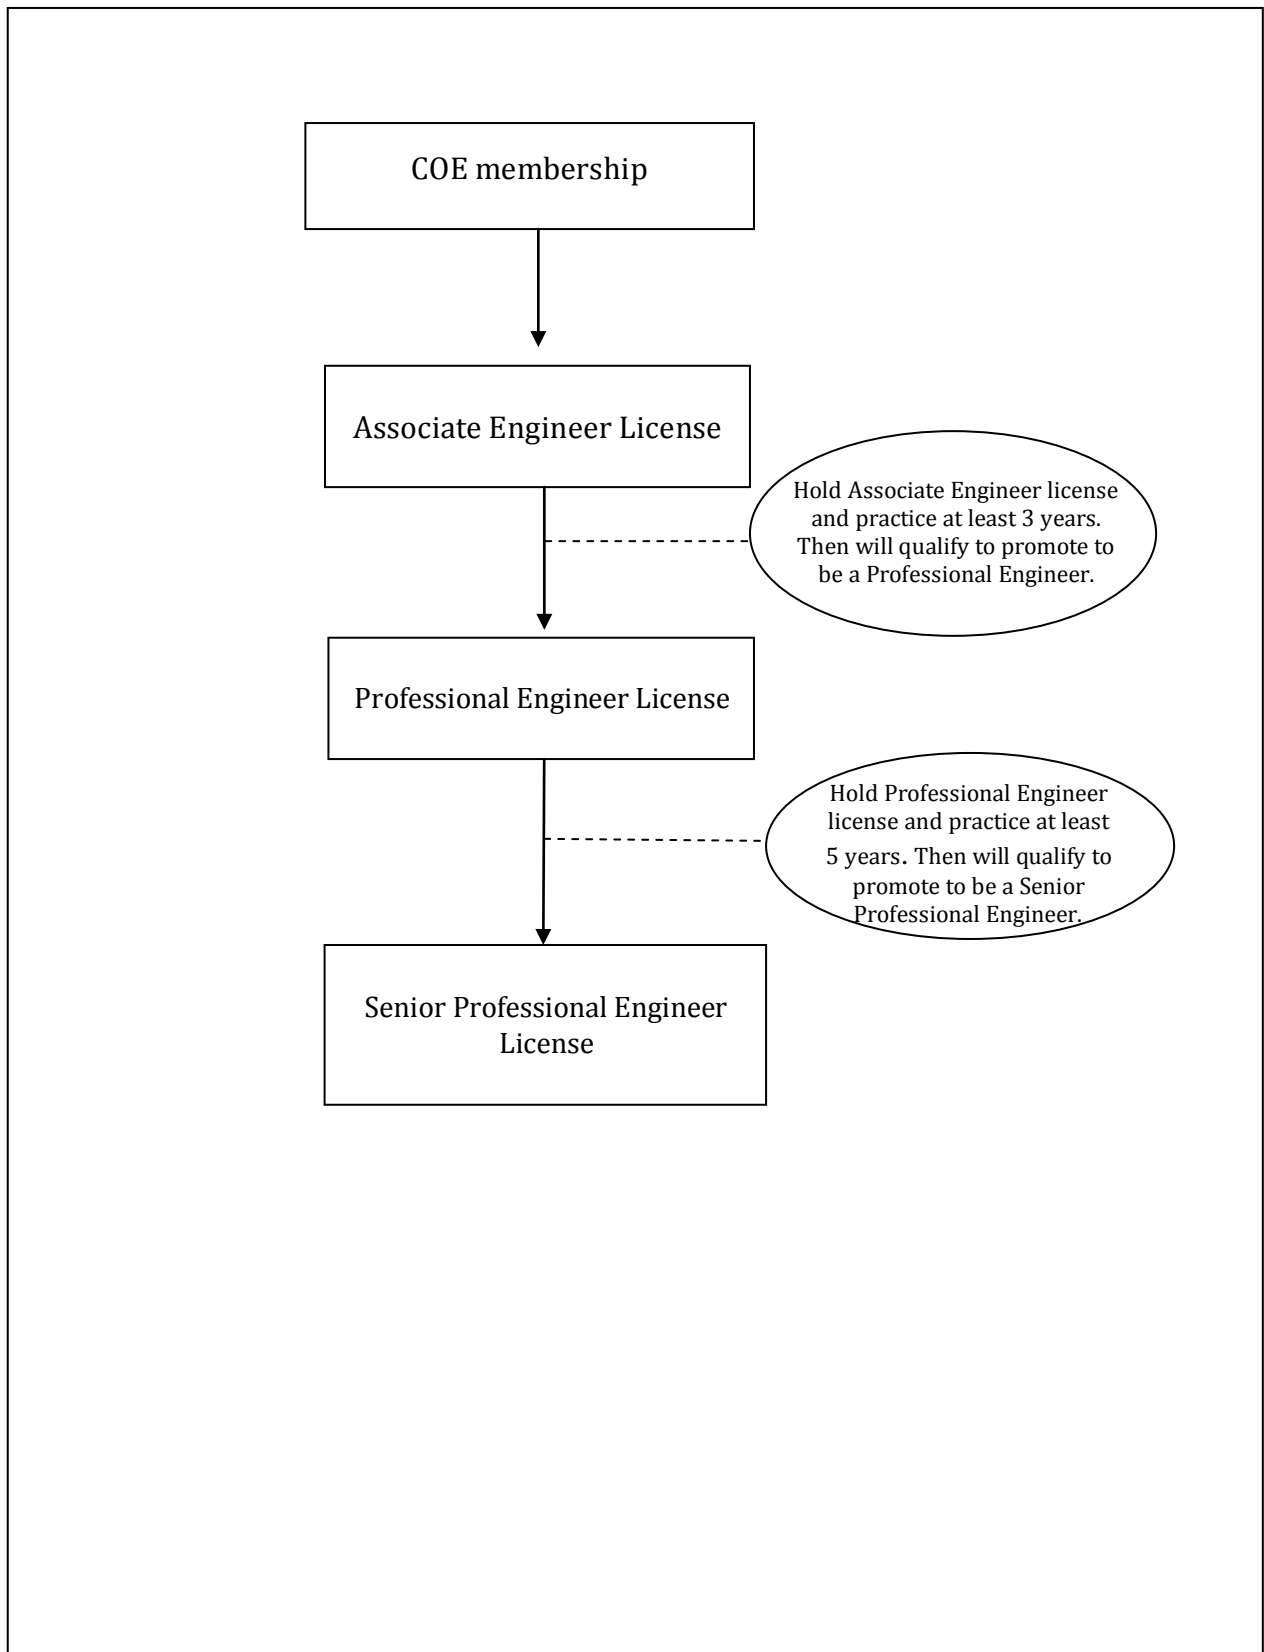 COE membership
Associate Engineer License
Hold Associate Engineer license
and practice at least 3 years.
Then will qualify to promote to
be a Professional Engineer.
Professional Engineer License
Hold Professional Engineer
license and practice at least
5 years. Then will qualify to
promote to be a Senior
Professional Engineer.
Senior Professional Engineer
License